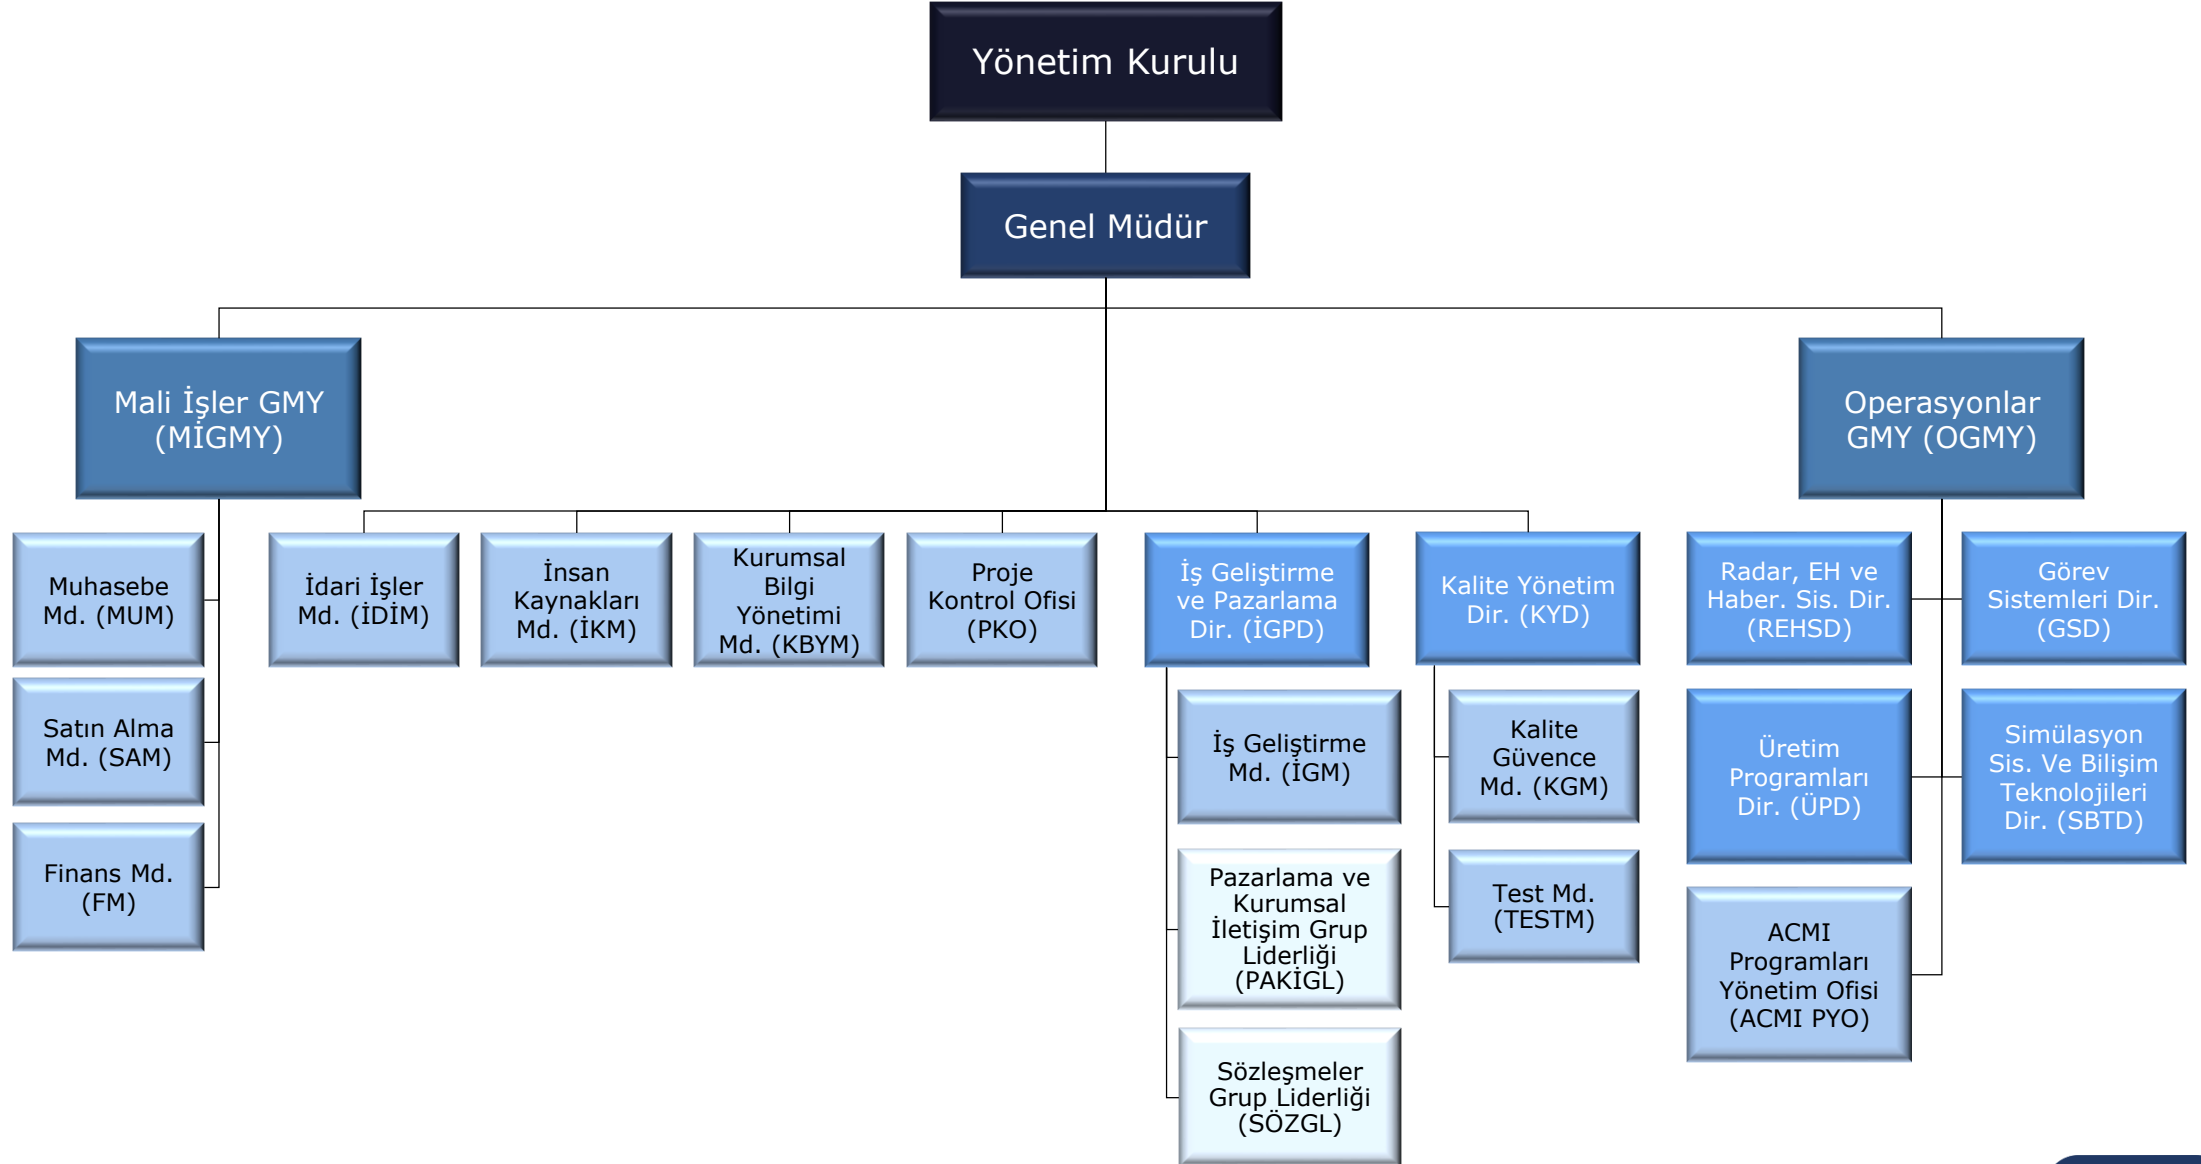 Yönetim Kurulu
Genel Müdür
Mali İşler GMY
(MİGMY)
Operasyonlar
GMY (OGMY)
Muhasebe
Md. (MUM)
Satın Alma
Md. (SAM)
Finans Md.
(FM)
İdari İşler
Md. (İDİM)
İnsan
Kaynakları
Md. (İKM)
Kurumsal
Bilgi
Yönetimi
Md. (KBYM)
Proje
Kontrol Ofisi
(PKO)
İş Geliştirme
ve Pazarlama
Dir. (İGPD)
İş Geliştirme
Md. (İGM)
Pazarlama ve
Kurumsal
İletişim Grup
Liderliği
(PAKİGL)
Sözleşmeler
Grup Liderliği
(SÖZGL)
Kalite Yönetim
Dir. (KYD)
Kalite
Güvence
Md. (KGM)
Test Md.
(TESTM)
Radar, EH ve
Haber. Sis. Dir.
(REHSD)
Görev
Sistemleri Dir.
(GSD)
Üretim
Programları
Dir. (ÜPD)
Simülasyon
Sis. Ve Bilişim
Teknolojileri
Dir. (SBTD)
ACMI
Programları
Yönetim Ofisi
(ACMI PYO)